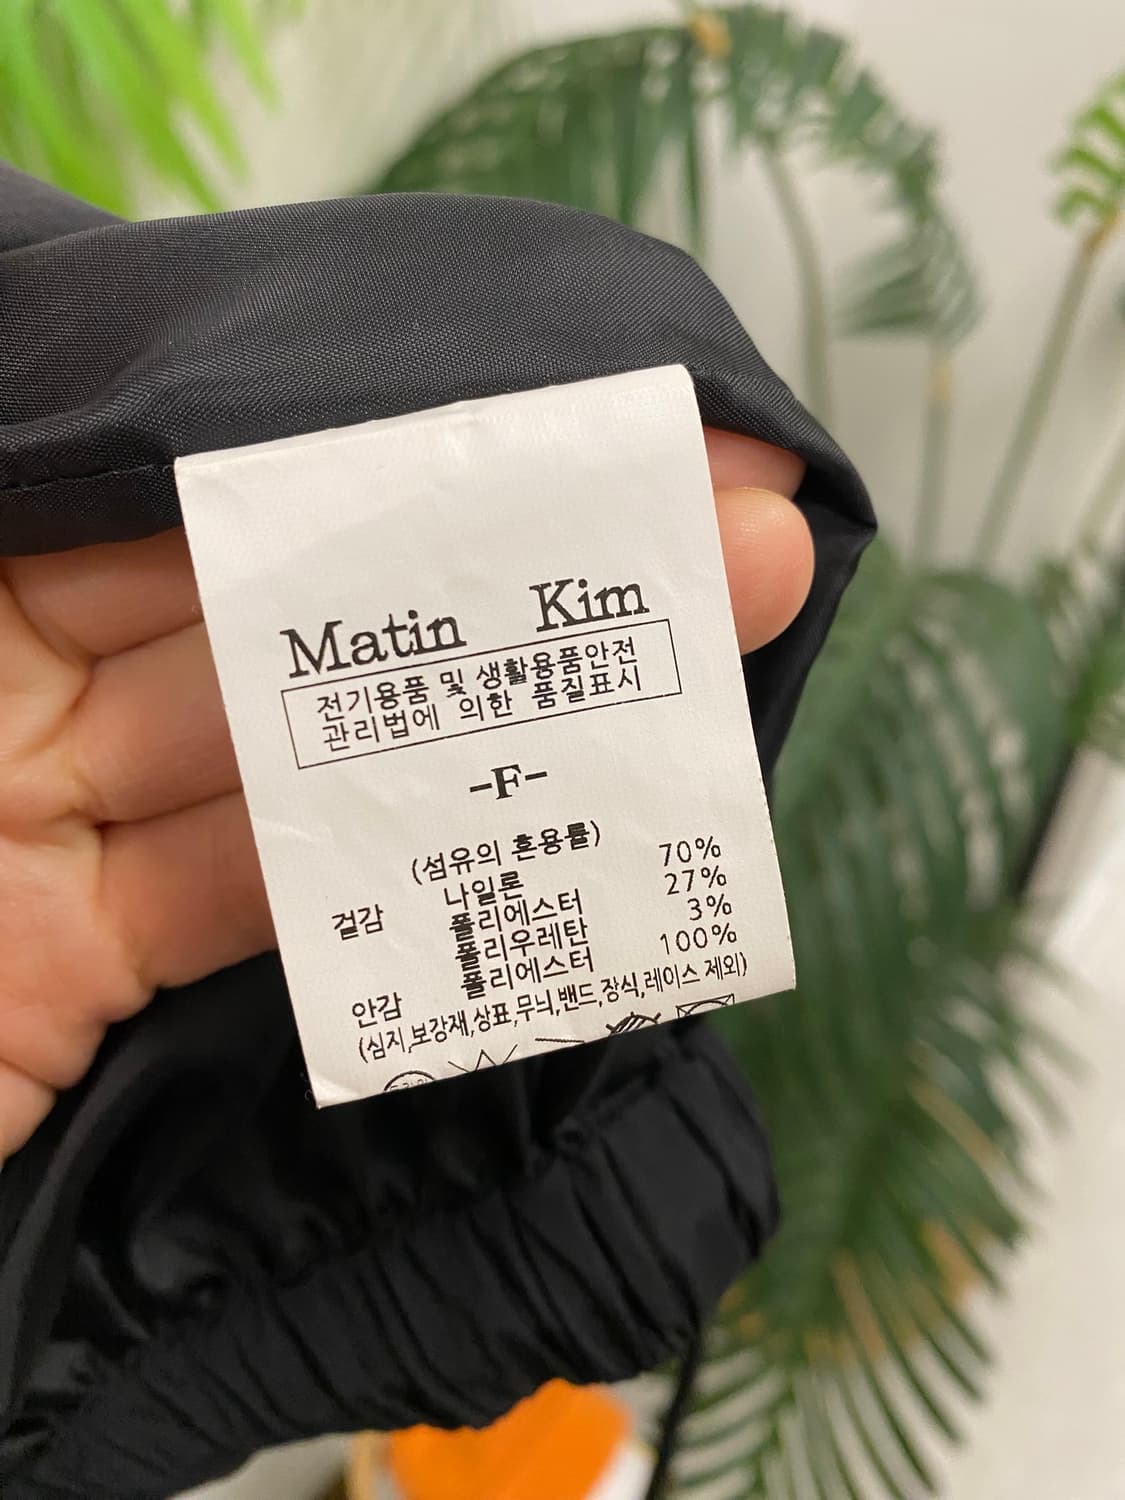 Matin Kim
전기용품 및 생활용품안전
관리법에 의한 품질표시
-F-
(섬유의 혼용률)
겉감 나일론 70%
폴리에스터 27%
폴리우레탄 3%
안감 폴리에스터 100%
(심지,보강재,상표,무늬,밴드,장식,레이스 제외)